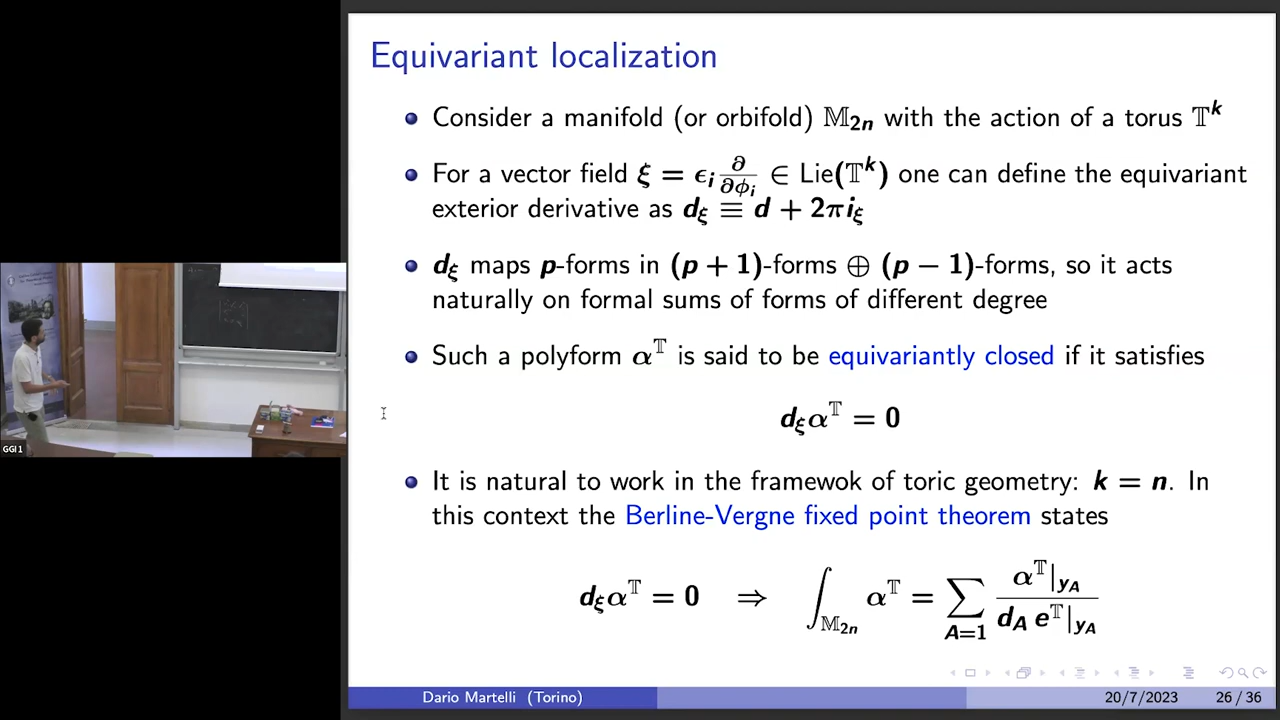 Equivariant localization
Consider a manifold (or orbifold) 𝕄₂ₙ with the action of a torus 𝕋ᵏ
For a vector field ξ = ϵᵢ ∂/∂ϕᵢ ∈ Lie(𝕋ᵏ) one can define the equivariant
exterior derivative as d_ξ ≡ d + 2πi_ξ
d_ξ maps p-forms in (p + 1)-forms ⊕ (p − 1)-forms, so it acts
naturally on formal sums of forms of different degree
Such a polyform α^𝕋 is said to be equivariantly closed if it satisfies
d_ξ α^𝕋 = 0
It is natural to work in the framewok of toric geometry: k = n. In
this context the Berline-Vergne fixed point theorem states
d_ξ α^𝕋 = 0 ⇒ ∫_{𝕄₂ₙ} α^𝕋 = ∑_{A=1} α^𝕋|_{y_A} / d_A e^𝕋|_{y_A}
GGI 1
Dario Martelli (Torino) 20/7/2023 26 / 36